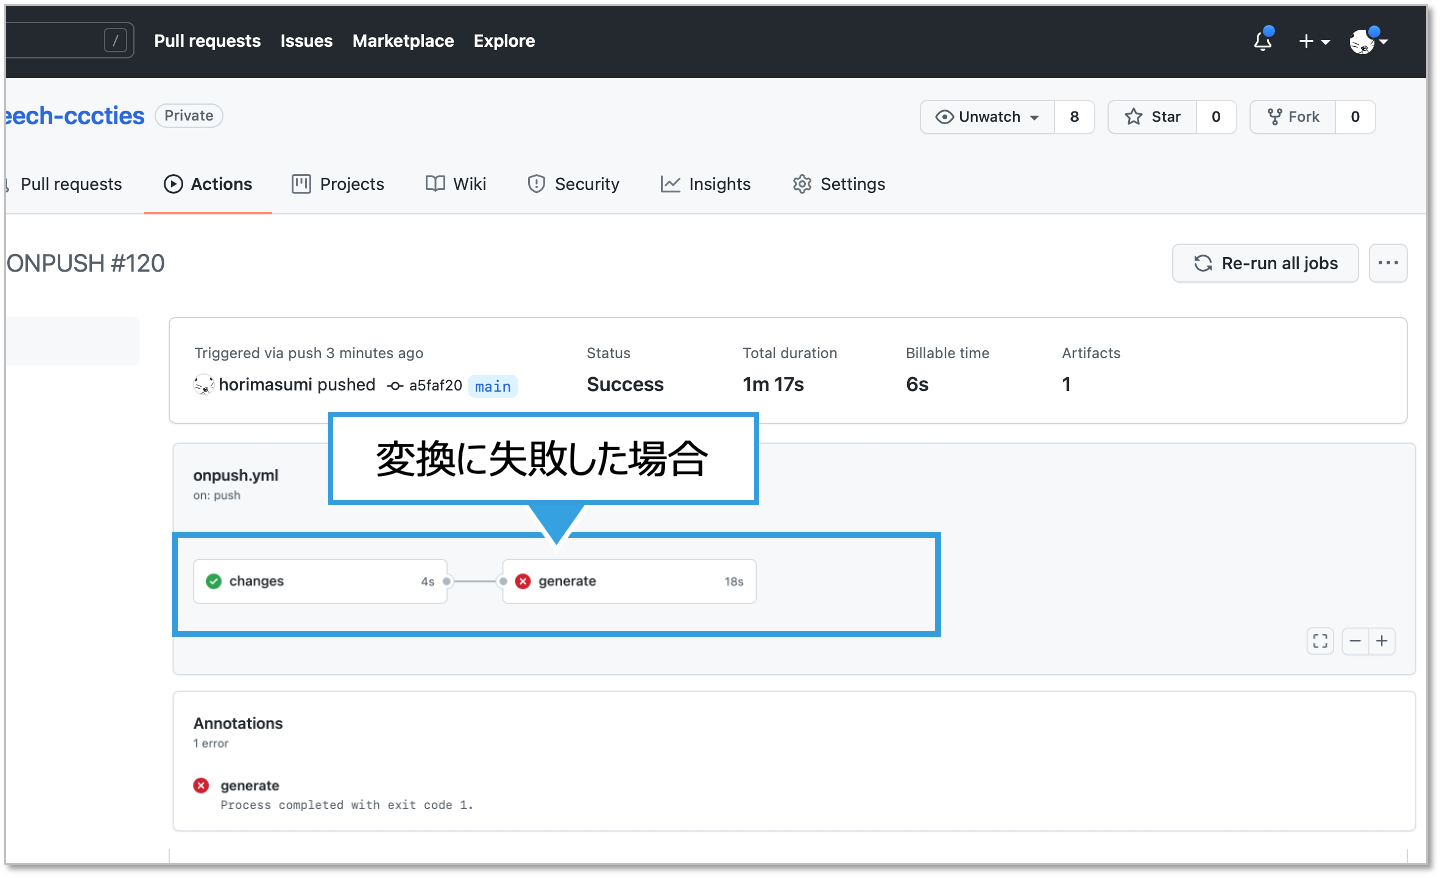 / Pull requests Issues Marketplace Explore
eech-cccties Private Unwatch 8 Star 0 Fork 0
Pull requests Actions Projects Wiki Security Insights Settings
ONPUSH #120 Re-run all jobs
Triggered via push 3 minutes ago Status Total duration Billable time Artifacts
horimasumi pushed a5faf20 main Success 1m 17s 6s 1
変換に失敗した場合
onpush.yml
on: push
changes 4s generate 18s
Annotations
1 error
generate
Process completed with exit code 1.